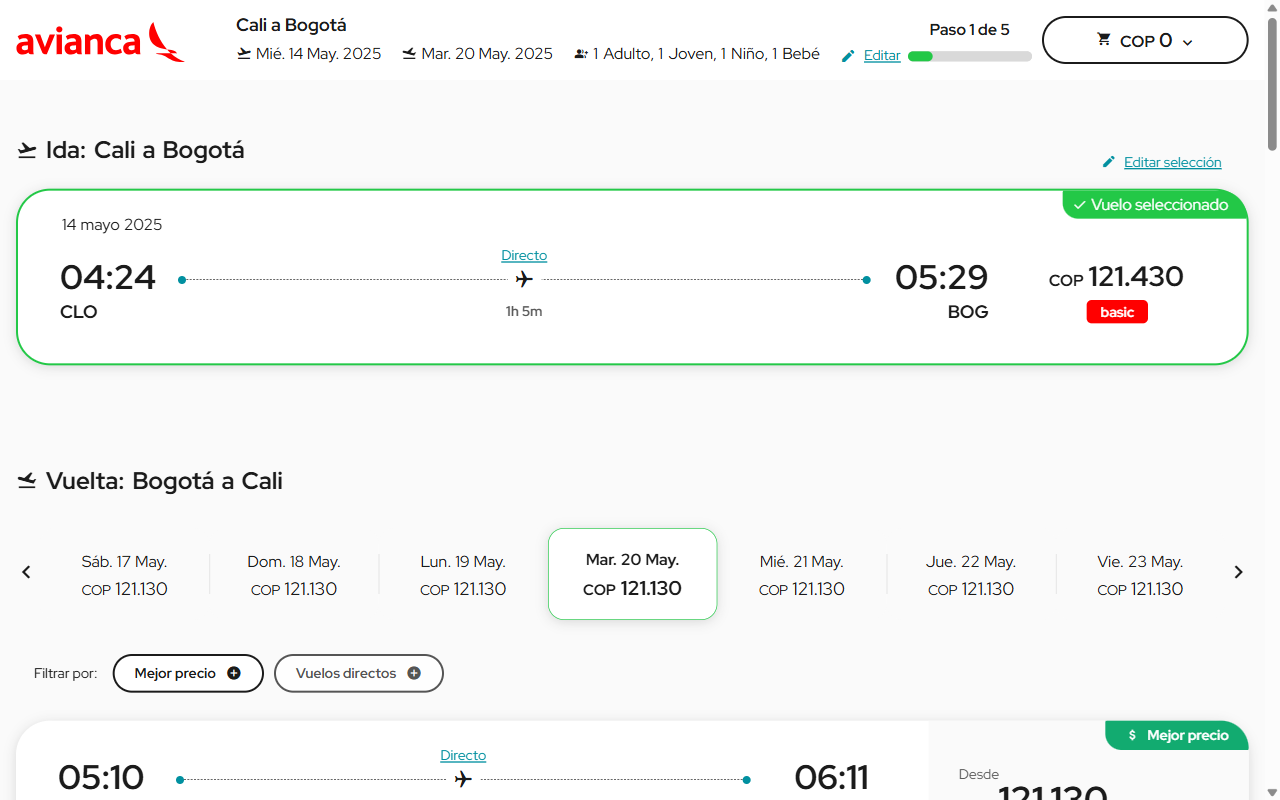 avianca
Cali a Bogotá
Mié. 14 May. 2025 Mar. 20 May. 2025 1 Adulto, 1 Joven, 1 Niño, 1 Bebé Editar
Paso 1 de 5
COP 0
Ida: Cali a Bogotá
Editar selección
Vuelo seleccionado
14 mayo 2025
Directo
04:24 05:29 COP 121.430
CLO 1h 5m BOG basic
Vuelta: Bogotá a Cali
Sáb. 17 May. Dom. 18 May. Lun. 19 May. Mar. 20 May. Mié. 21 May. Jue. 22 May. Vie. 23 May.
COP 121.130 COP 121.130 COP 121.130 COP 121.130 COP 121.130 COP 121.130 COP 121.130
Filtrar por: Mejor precio Vuelos directos
$ Mejor precio
Directo
05:10 06:11 Desde
121.130